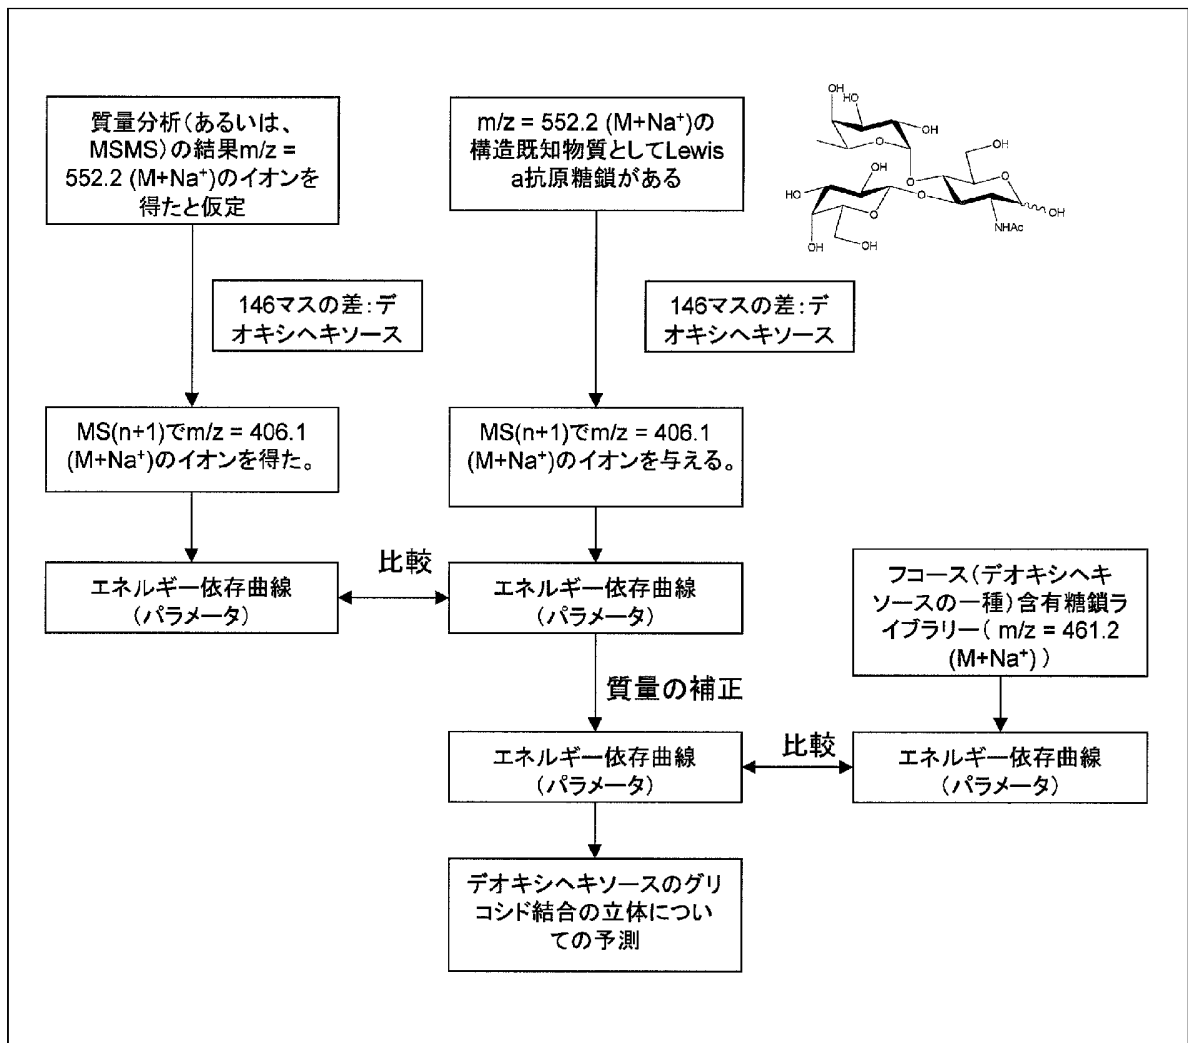 質量分析(あるいは、
MSMS)の結果m/z =
552.2 (M+Na⁺)のイオンを
得たと仮定
m/z = 552.2 (M+Na⁺)の
構造既知物質としてLewis
a抗原糖鎖がある
OH
HO
OH
OH
OH
HO
HO
O
O
O
O
O
O
OH
NHAc
OH
OH
146マスの差:デ
オキシヘキソース
146マスの差:デ
オキシヘキソース
MS(n+1)でm/z = 406.1
(M+Na⁺)のイオンを得た。
MS(n+1)でm/z = 406.1
(M+Na⁺)のイオンを与える。
エネルギー依存曲線
(パラメータ)
比較
エネルギー依存曲線
(パラメータ)
フコース(デオキシヘキ
ソースの一種)含有糖鎖ラ
イブラリー( m/z = 461.2
(M+Na⁺) )
質量の補正
エネルギー依存曲線
(パラメータ)
比較
エネルギー依存曲線
(パラメータ)
デオキシヘキソースのグリ
コシド結合の立体につい
ての予測